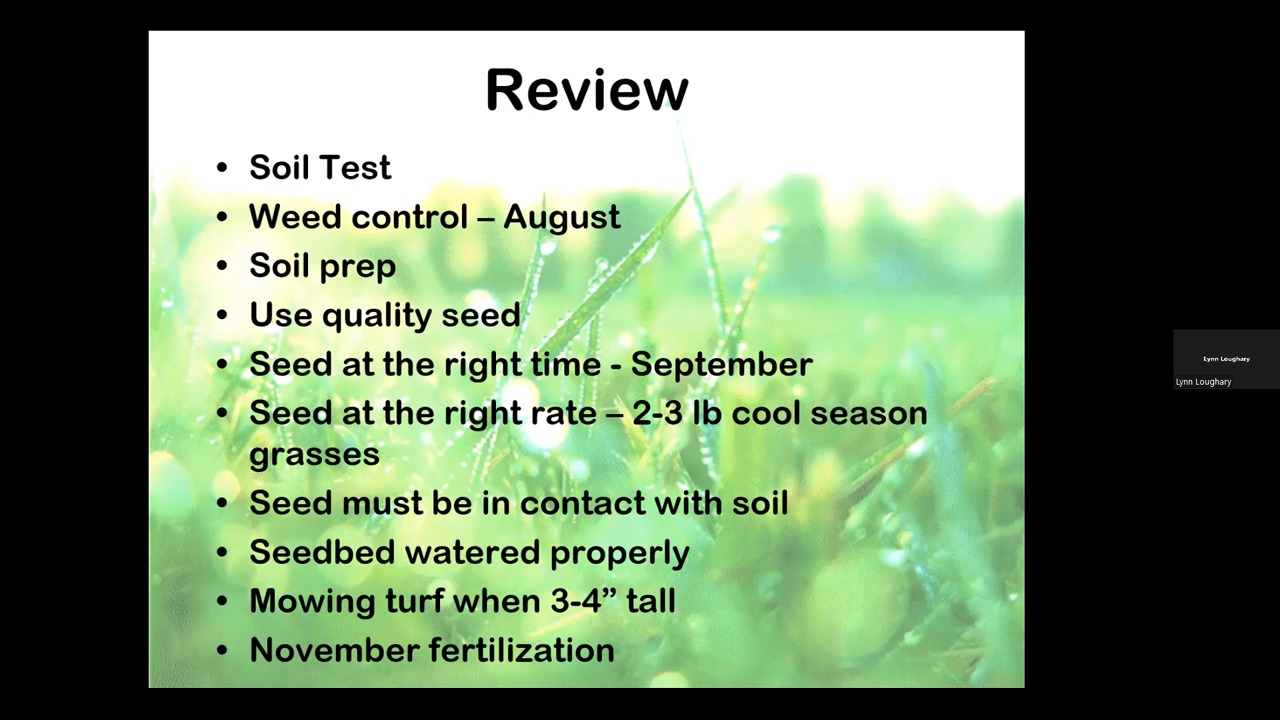 Review
• Soil Test
• Weed control – August
• Soil prep
• Use quality seed
• Seed at the right time - September
• Seed at the right rate – 2-3 lb cool season
grasses
• Seed must be in contact with soil
• Seedbed watered properly
• Mowing turf when 3-4” tall
• November fertilization
Lynn Loughary
Lynn Loughary